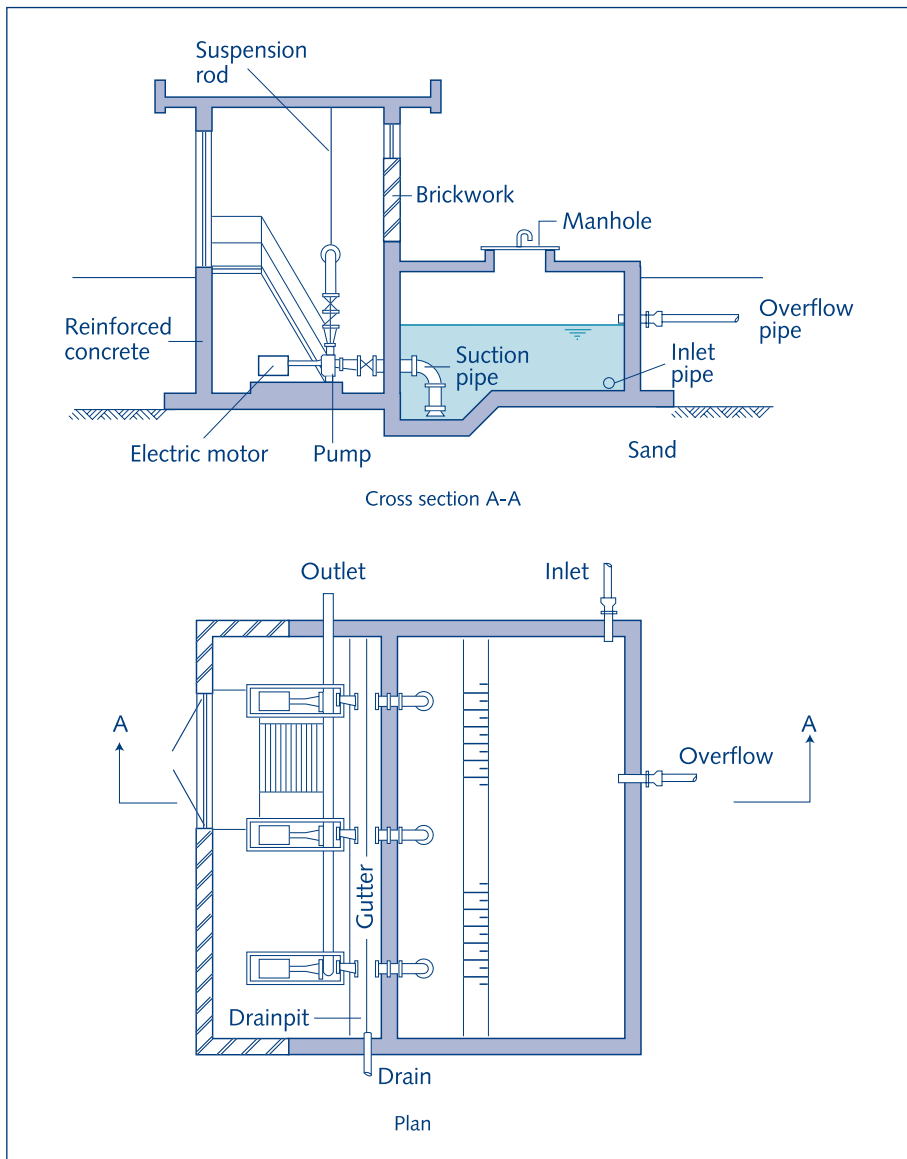 Suspension
rod
Brickwork
Manhole
Reinforced
concrete
Overflow
pipe
Suction
pipe
Inlet
pipe
Electric motor
Pump
Sand
Cross section A-A
Outlet
Inlet
A
A
Overflow
Gutter
Drainpit
Drain
Plan